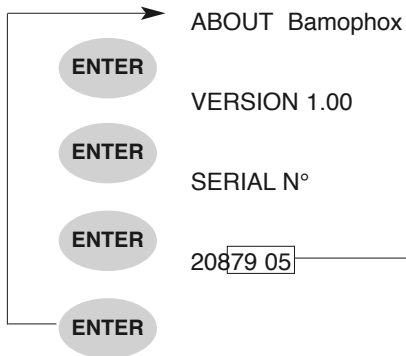 ABOUT Bamophox
ENTER
VERSION 1.00
ENTER
SERIAL N°
ENTER
20879 05
ENTER